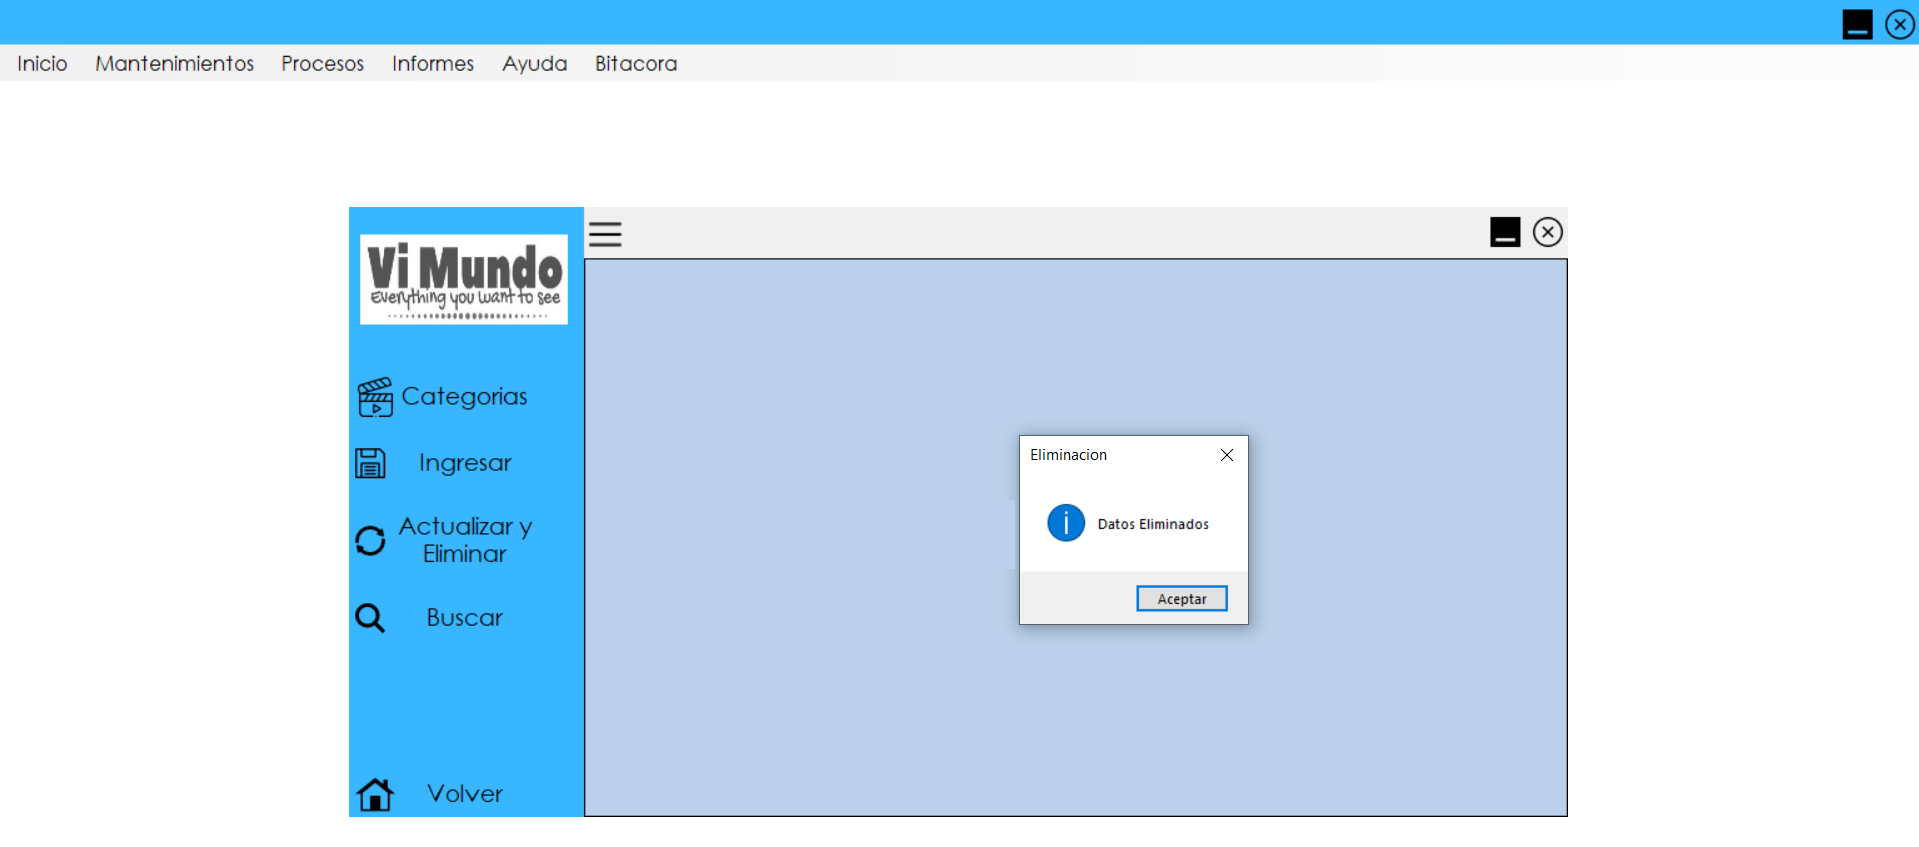 Inicio Mantenimientos Procesos Informes Ayuda Bitacora
Vi Mundo
Everything you want to see
Categorias
Ingresar
Actualizar y
Eliminar
Buscar
Volver
Eliminacion
Datos Eliminados
Aceptar